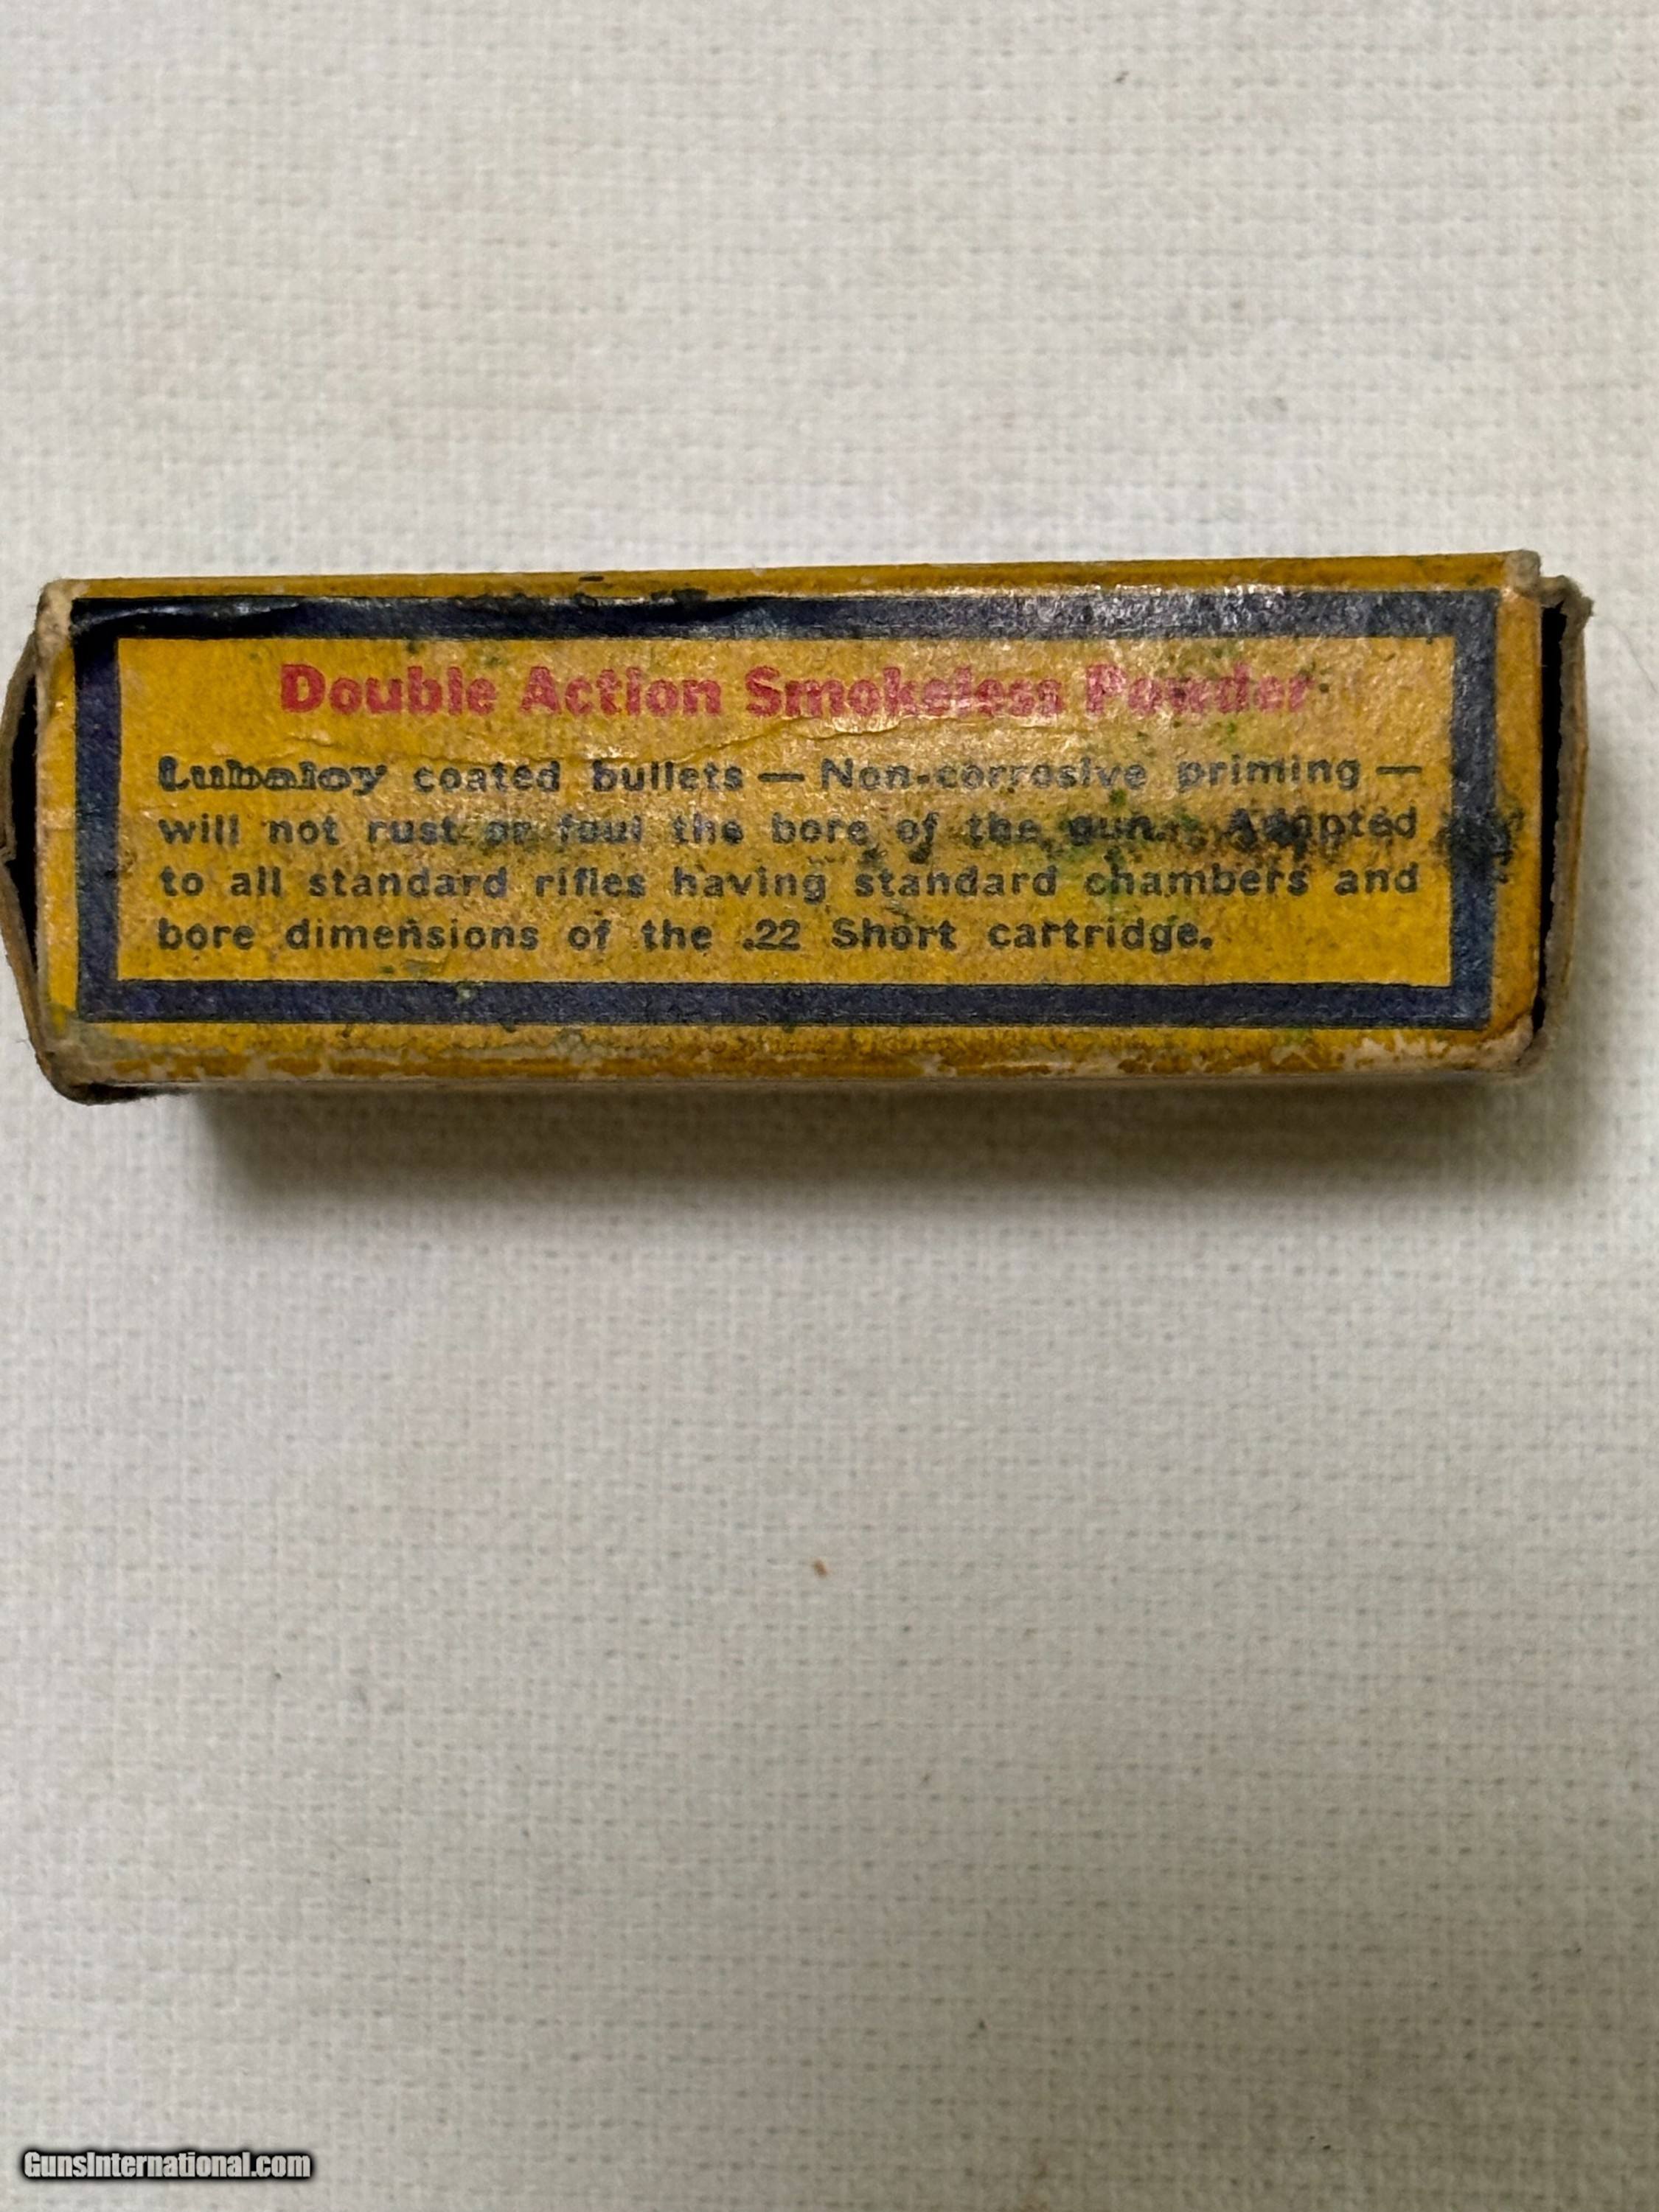 Double Action Smokeless Powder
Lubaloy coated bullets — Non-corrosive priming —
will not rust or foul the bore of the gun. Adapted
to all standard rifles having standard chambers and
bore dimensions of the .22 Short cartridge.
GunsInternational.com